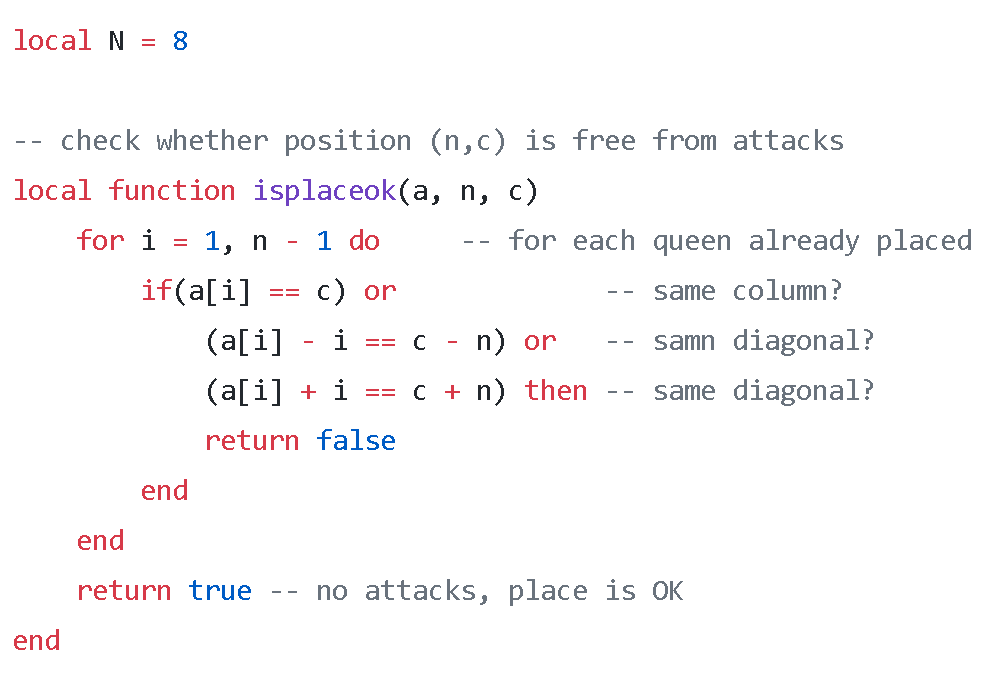 local N = 8
-- check whether position (n,c) is free from attacks
local function isplaceok(a, n, c)
    for i = 1, n - 1 do     -- for each queen already placed
        if(a[i] == c) or             -- same column?
            (a[i] - i == c - n) or   -- samn diagonal?
            (a[i] + i == c + n) then -- same diagonal?
            return false
        end
    end
    return true -- no attacks, place is OK
end